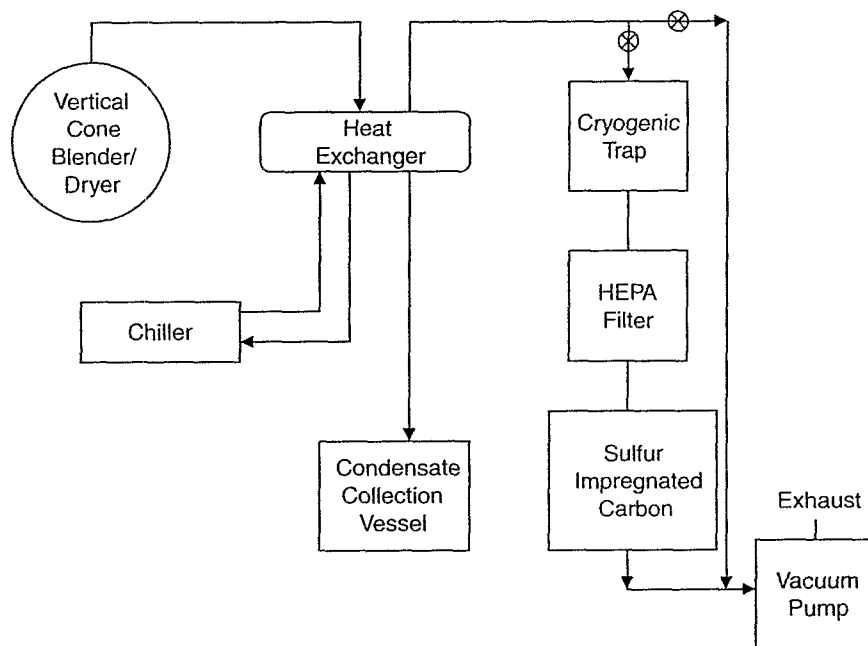 Vertical
Cone
Blender/
Dryer
Heat
Exchanger
Cryogenic
Trap
HEPA
Filter
Chiller
Condensate
Collection
Vessel
Sulfur
Impregnated
Carbon
Exhaust
Vacuum
Pump